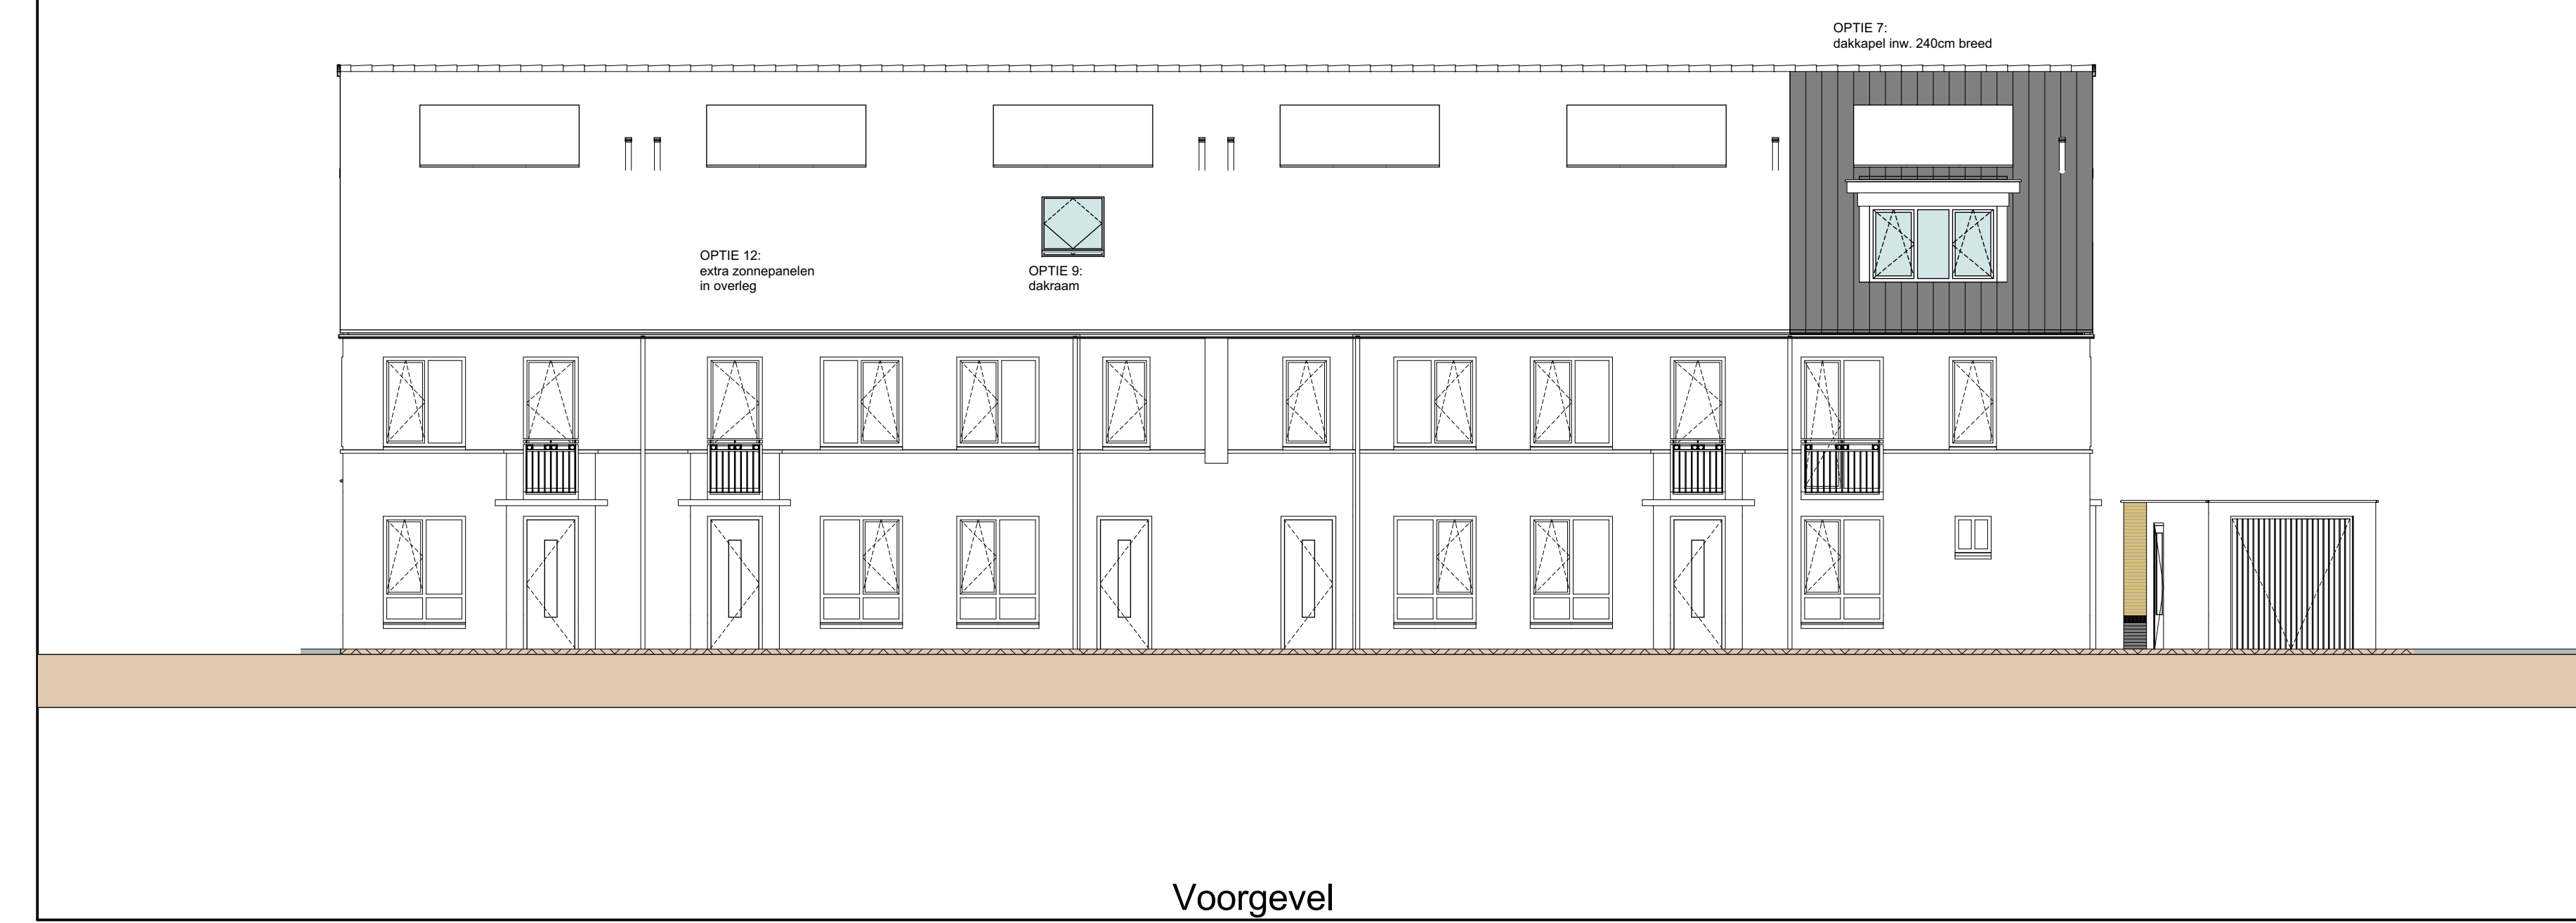 OPTIE 7:
dakkapel inw. 240cm breed
OPTIE 12:
extra zonnepanelen
in overleg
OPTIE 9:
dakraam
Voorgevel